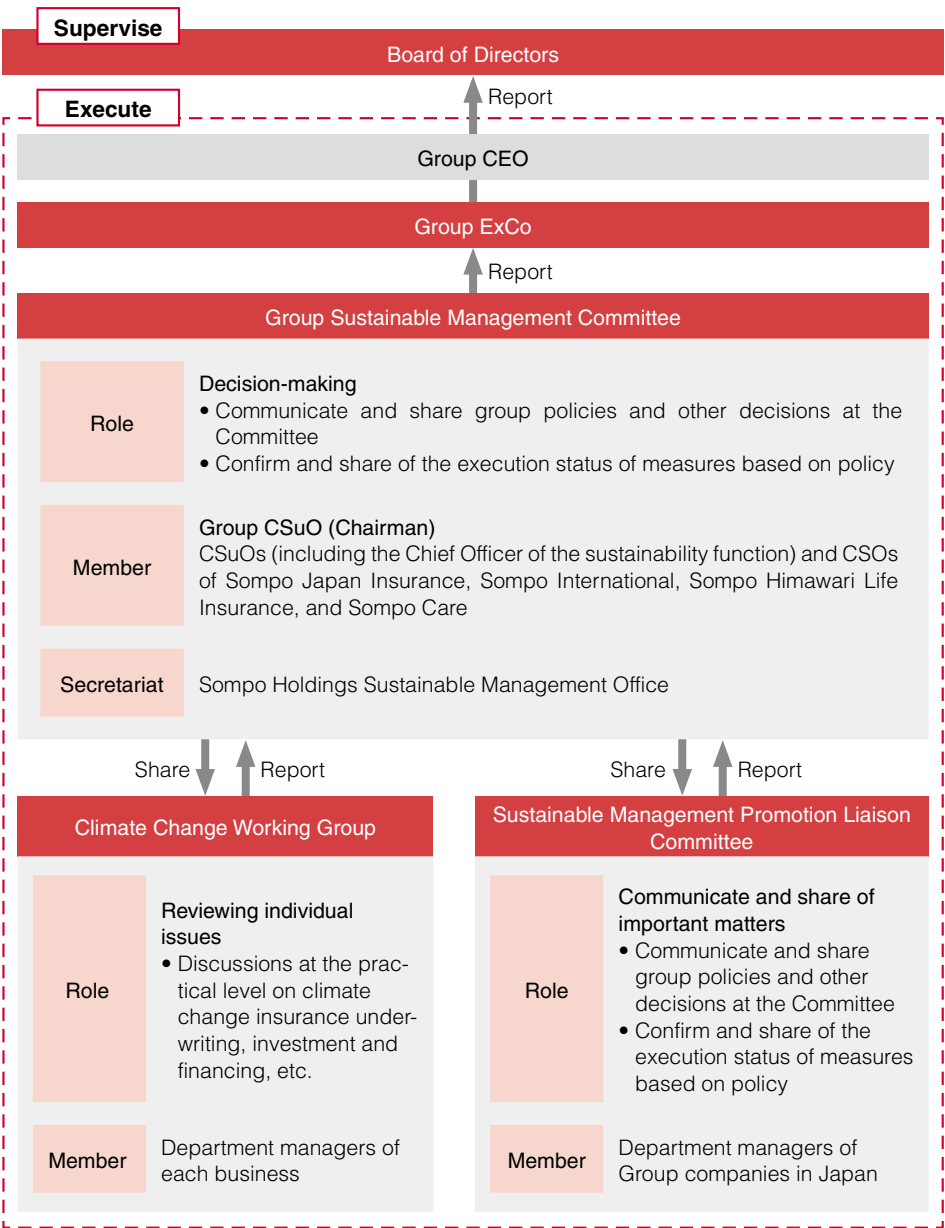 Supervise
Board of Directors
Report
Execute
Group CEO
Group ExCo
Report
Group Sustainable Management Committee
Role
Decision-making
• Communicate and share group policies and other decisions at the
Committee
• Confirm and share of the execution status of measures based on policy
Member
Group CSuO (Chairman)
CSuOs (including the Chief Officer of the sustainability function) and CSOs
of Sompo Japan Insurance, Sompo International, Sompo Himawari Life
Insurance, and Sompo Care
Secretariat
Sompo Holdings Sustainable Management Office
Share
Report
Share
Report
Climate Change Working Group
Role
Reviewing individual
issues
• Discussions at the prac-
tical level on climate
change insurance under-
writing, investment and
financing, etc.
Member
Department managers of
each business
Sustainable Management Promotion Liaison
Committee
Role
Communicate and share of
important matters
• Communicate and share
group policies and other
decisions at the Committee
• Confirm and share of the
execution status of measures
based on policy
Member
Department managers of
Group companies in Japan